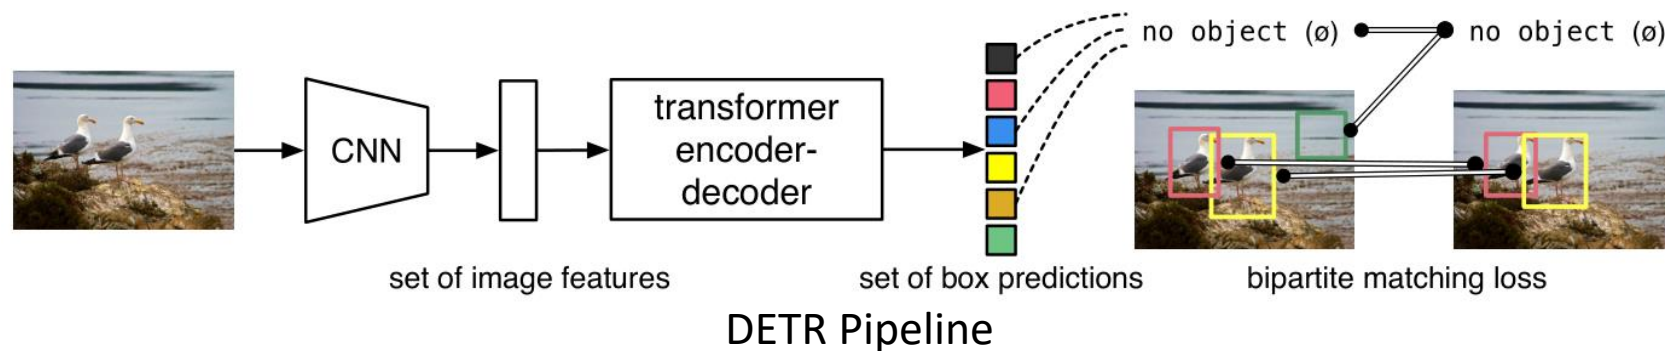 no object (ø)
no object (ø)
CNN
transformer
encoder-
decoder
set of image features
set of box predictions
bipartite matching loss
DETR Pipeline